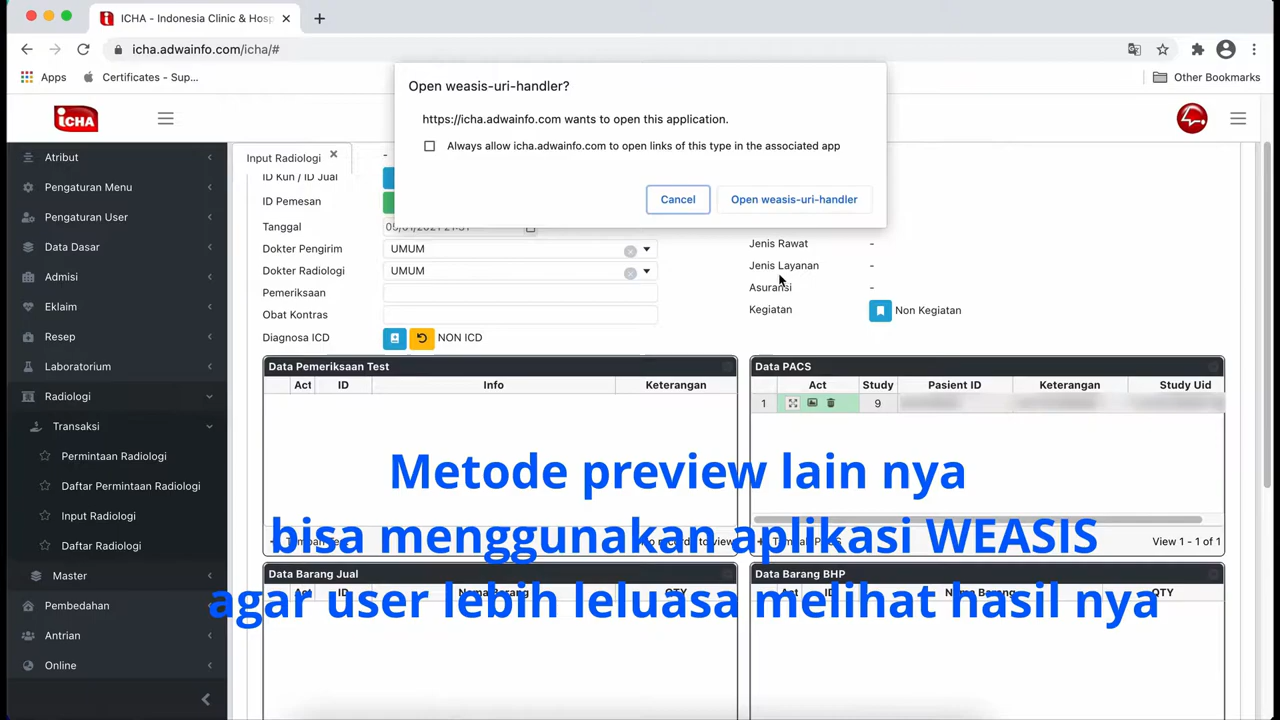 ICHA - Indonesia Clinic & Hosp
icha.adwainfo.com/icha/#
Apps
Certificates - Sup...
Other Bookmarks
Open weasis-uri-handler?
https://icha.adwainfo.com wants to open this application.
Always allow icha.adwainfo.com to open links of this type in the associated app
Cancel
Open weasis-uri-handler
iCHA
Atribut
Pengaturan Menu
Pengaturan User
Data Dasar
Admisi
Eklaim
Resep
Laboratorium
Radiologi
Transaksi
Permintaan Radiologi
Daftar Permintaan Radiologi
Input Radiologi
Daftar Radiologi
Master
Pembedahan
Antrian
Online
Input Radiologi
-
ID Kun / ID Jual
ID Pemesan
Tanggal
Dokter Pengirim UMUM
Dokter Radiologi UMUM
Pemeriksaan
Obat Kontras
Diagnosa ICD NON ICD
Jenis Rawat -
Jenis Layanan -
Asuransi -
Kegiatan Non Kegiatan
Data Pemeriksaan Test
Act ID Info Keterangan
Data PACS
Act Study Pasient ID Keterangan Study Uid
1 9
View 1 - 1 of 1
Metode preview lain nya
bisa menggunakan aplikasi WEASIS
agar user lebih leluasa melihat hasil nya
Data Barang Jual
Data Barang BHP